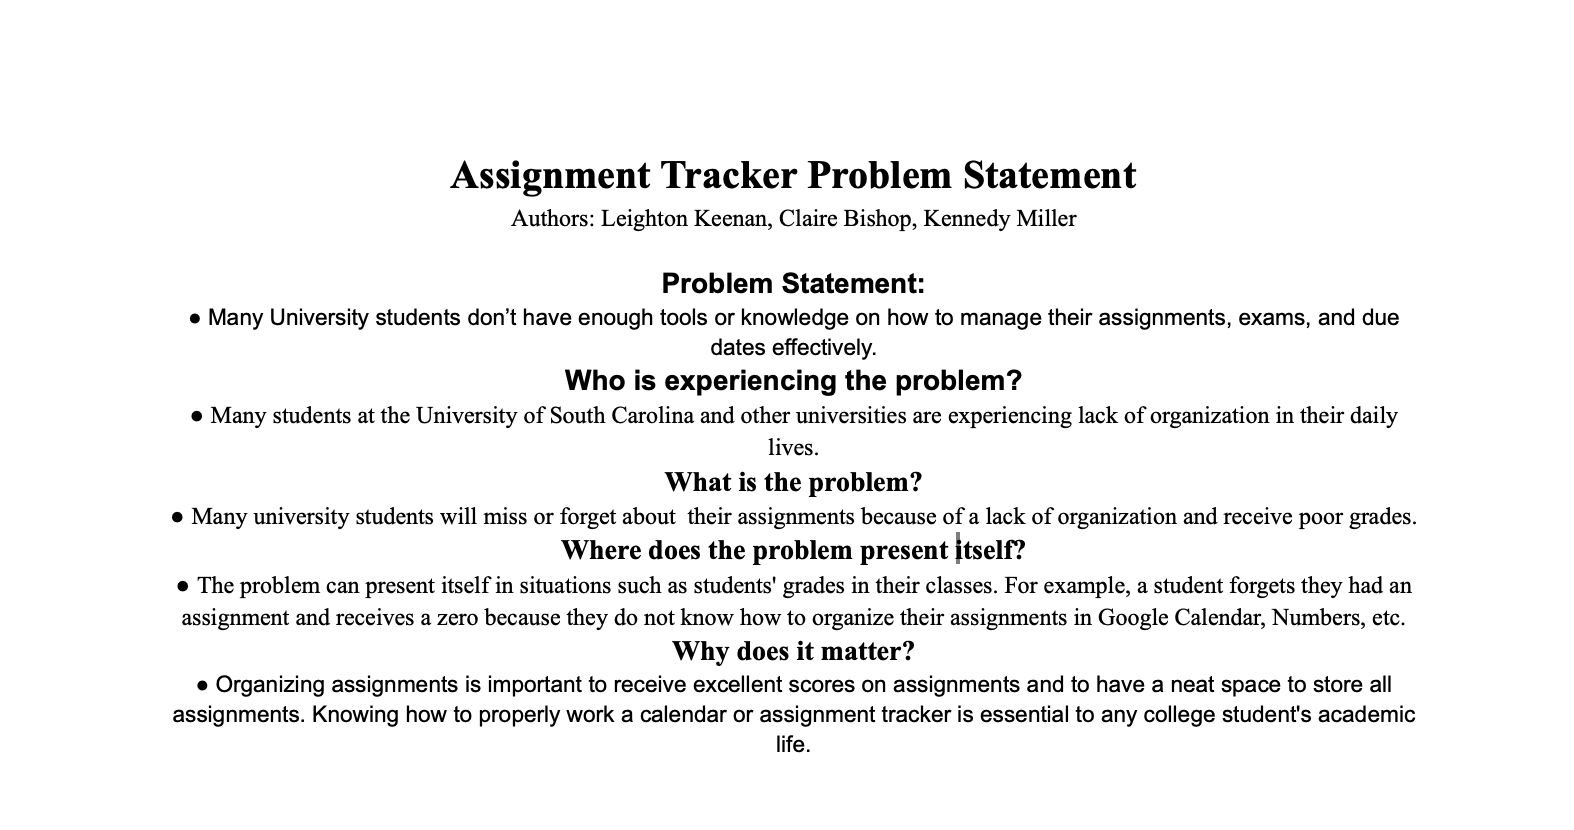 Assignment Tracker Problem Statement
Authors: Leighton Keenan, Claire Bishop, Kennedy Miller
Problem Statement:
● Many University students don’t have enough tools or knowledge on how to manage their assignments, exams, and due
dates effectively.
Who is experiencing the problem?
● Many students at the University of South Carolina and other universities are experiencing lack of organization in their daily
lives.
What is the problem?
● Many university students will miss or forget about  their assignments because of a lack of organization and receive poor grades.
Where does the problem present itself?
● The problem can present itself in situations such as students' grades in their classes. For example, a student forgets they had an
assignment and receives a zero because they do not know how to organize their assignments in Google Calendar, Numbers, etc.
Why does it matter?
● Organizing assignments is important to receive excellent scores on assignments and to have a neat space to store all
assignments. Knowing how to properly work a calendar or assignment tracker is essential to any college student's academic
life.